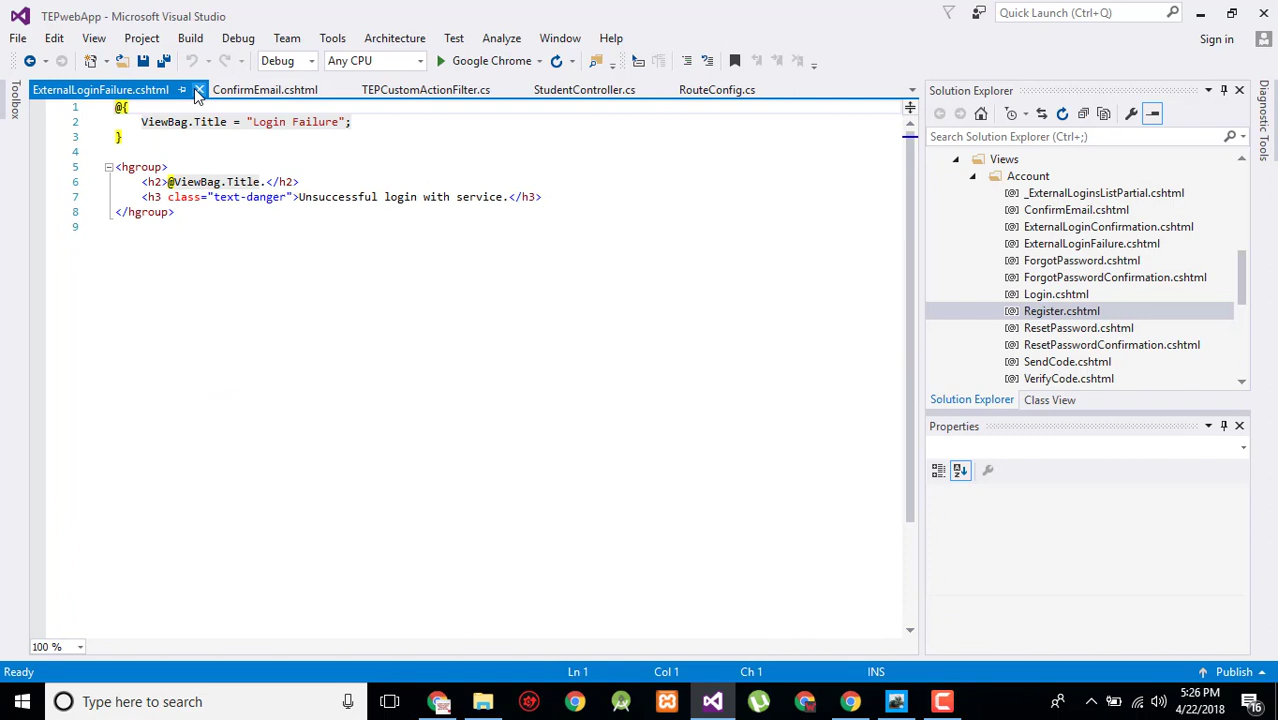 TEPwebApp - Microsoft Visual Studio
Quick Launch (Ctrl+Q)
File Edit View Project Build Debug Team Tools Architecture Test Analyze Window Help
Sign in
Debug Any CPU Google Chrome
Toolbox
ExternalLoginFailure.cshtml ConfirmEmail.cshtml TEPCustomActionFilter.cs StudentController.cs RouteConfig.cs
1 @{
2 ViewBag.Title = "Login Failure";
3 }
4
5 <hgroup>
6 <h2>@ViewBag.Title.</h2>
7 <h3 class="text-danger">Unsuccessful login with service.</h3>
8 </hgroup>
9
100 %
Solution Explorer
Search Solution Explorer (Ctrl+;)
Views
Account
_ExternalLoginsListPartial.cshtml
ConfirmEmail.cshtml
ExternalLoginConfirmation.cshtml
ExternalLoginFailure.cshtml
ForgotPassword.cshtml
ForgotPasswordConfirmation.cshtml
Login.cshtml
Register.cshtml
ResetPassword.cshtml
ResetPasswordConfirmation.cshtml
SendCode.cshtml
VerifyCode.cshtml
Solution Explorer Class View
Properties
Diagnostic Tools
Ready Ln 1 Col 1 Ch 1 INS Publish
Type here to search
5:26 PM
4/22/2018
16